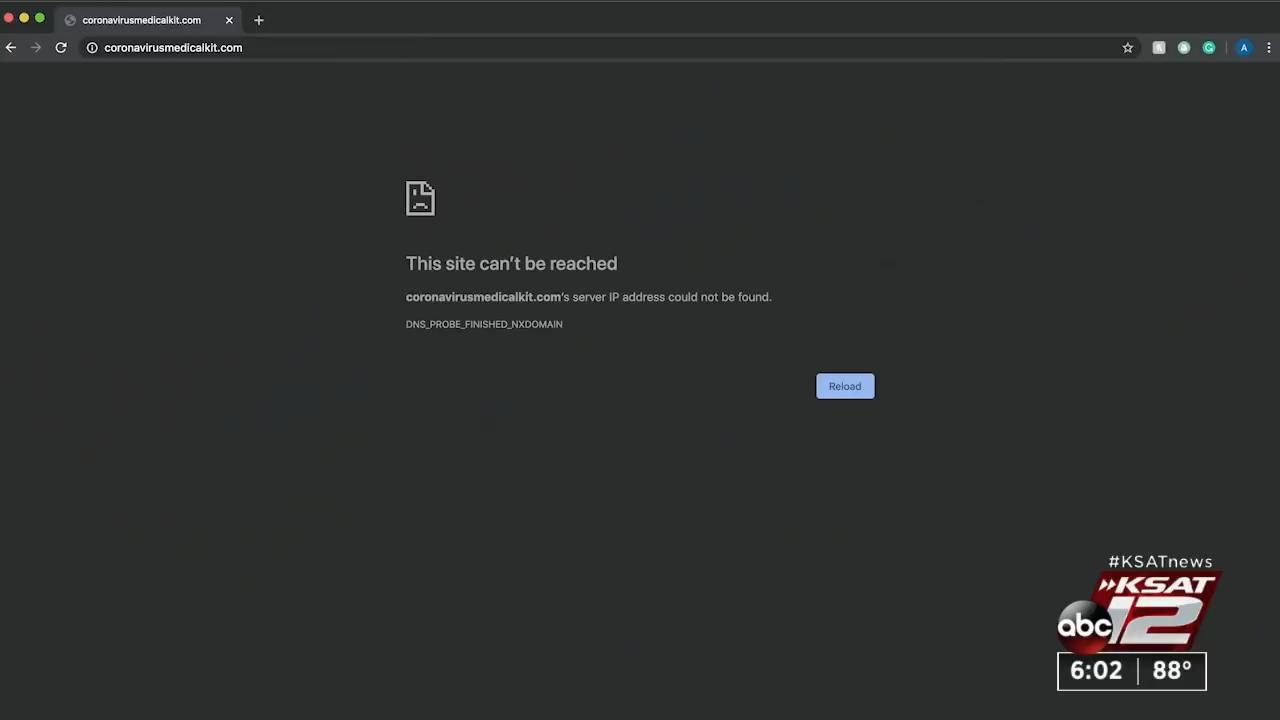 coronavirusmedicalkit.com
coronavirusmedicalkit.com
A
This site can't be reached
coronavirusmedicalkit.com's server IP address could not be found.
DNS_PROBE_FINISHED_NXDOMAIN
Reload
#KSATnews
KSAT
abc 12
6:02 88°